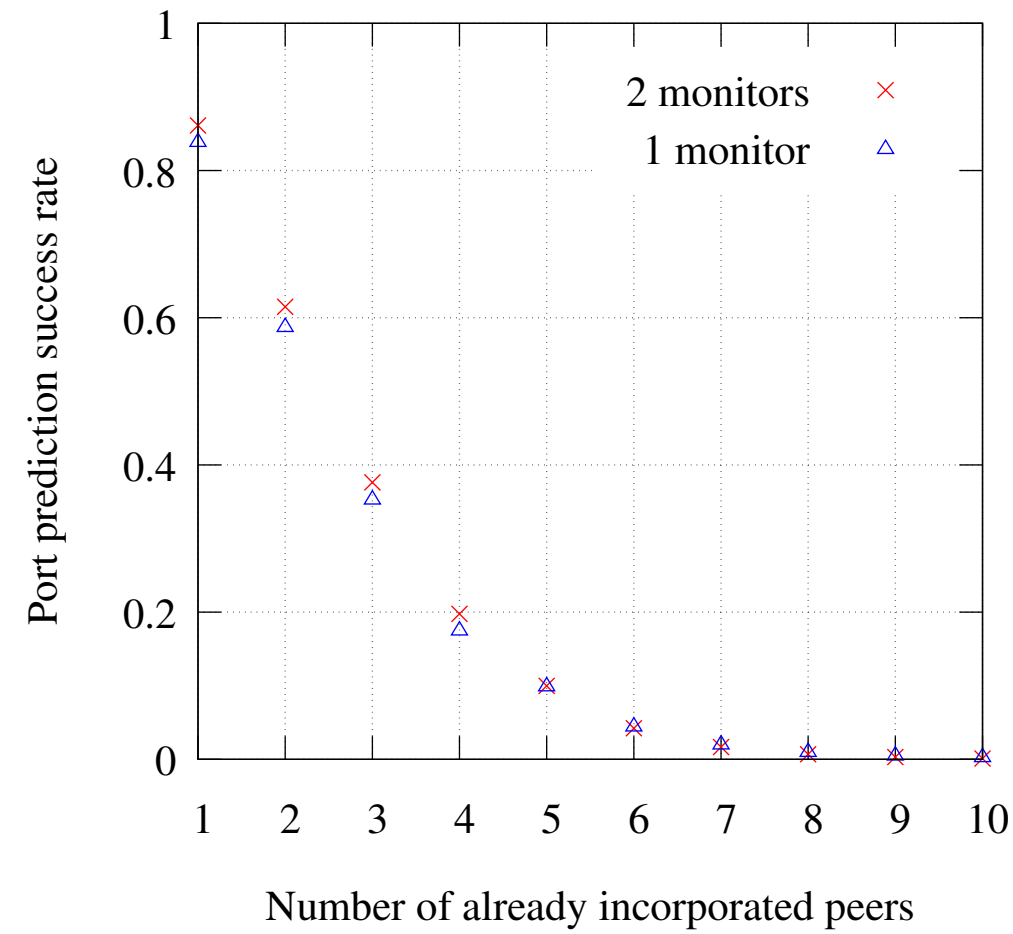 1
0.8
0.6
0.4
0.2
0
Port prediction success rate
2 monitors
1 monitor
1 2 3 4 5 6 7 8 9 10
Number of already incorporated peers